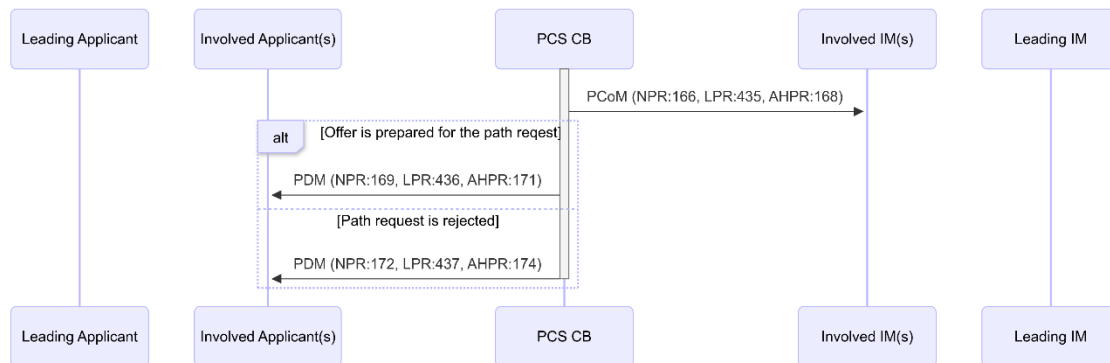 Leading Applicant
Involved Applicant(s)
PCS CB
Involved IM(s)
Leading IM
PCoM (NPR:166, LPR:435, AHPR:168)
alt
[Offer is prepared for the path reqest]
PDM (NPR:169, LPR:436, AHPR:171)
[Path request is rejected]
PDM (NPR:172, LPR:437, AHPR:174)
Leading Applicant
Involved Applicant(s)
PCS CB
Involved IM(s)
Leading IM